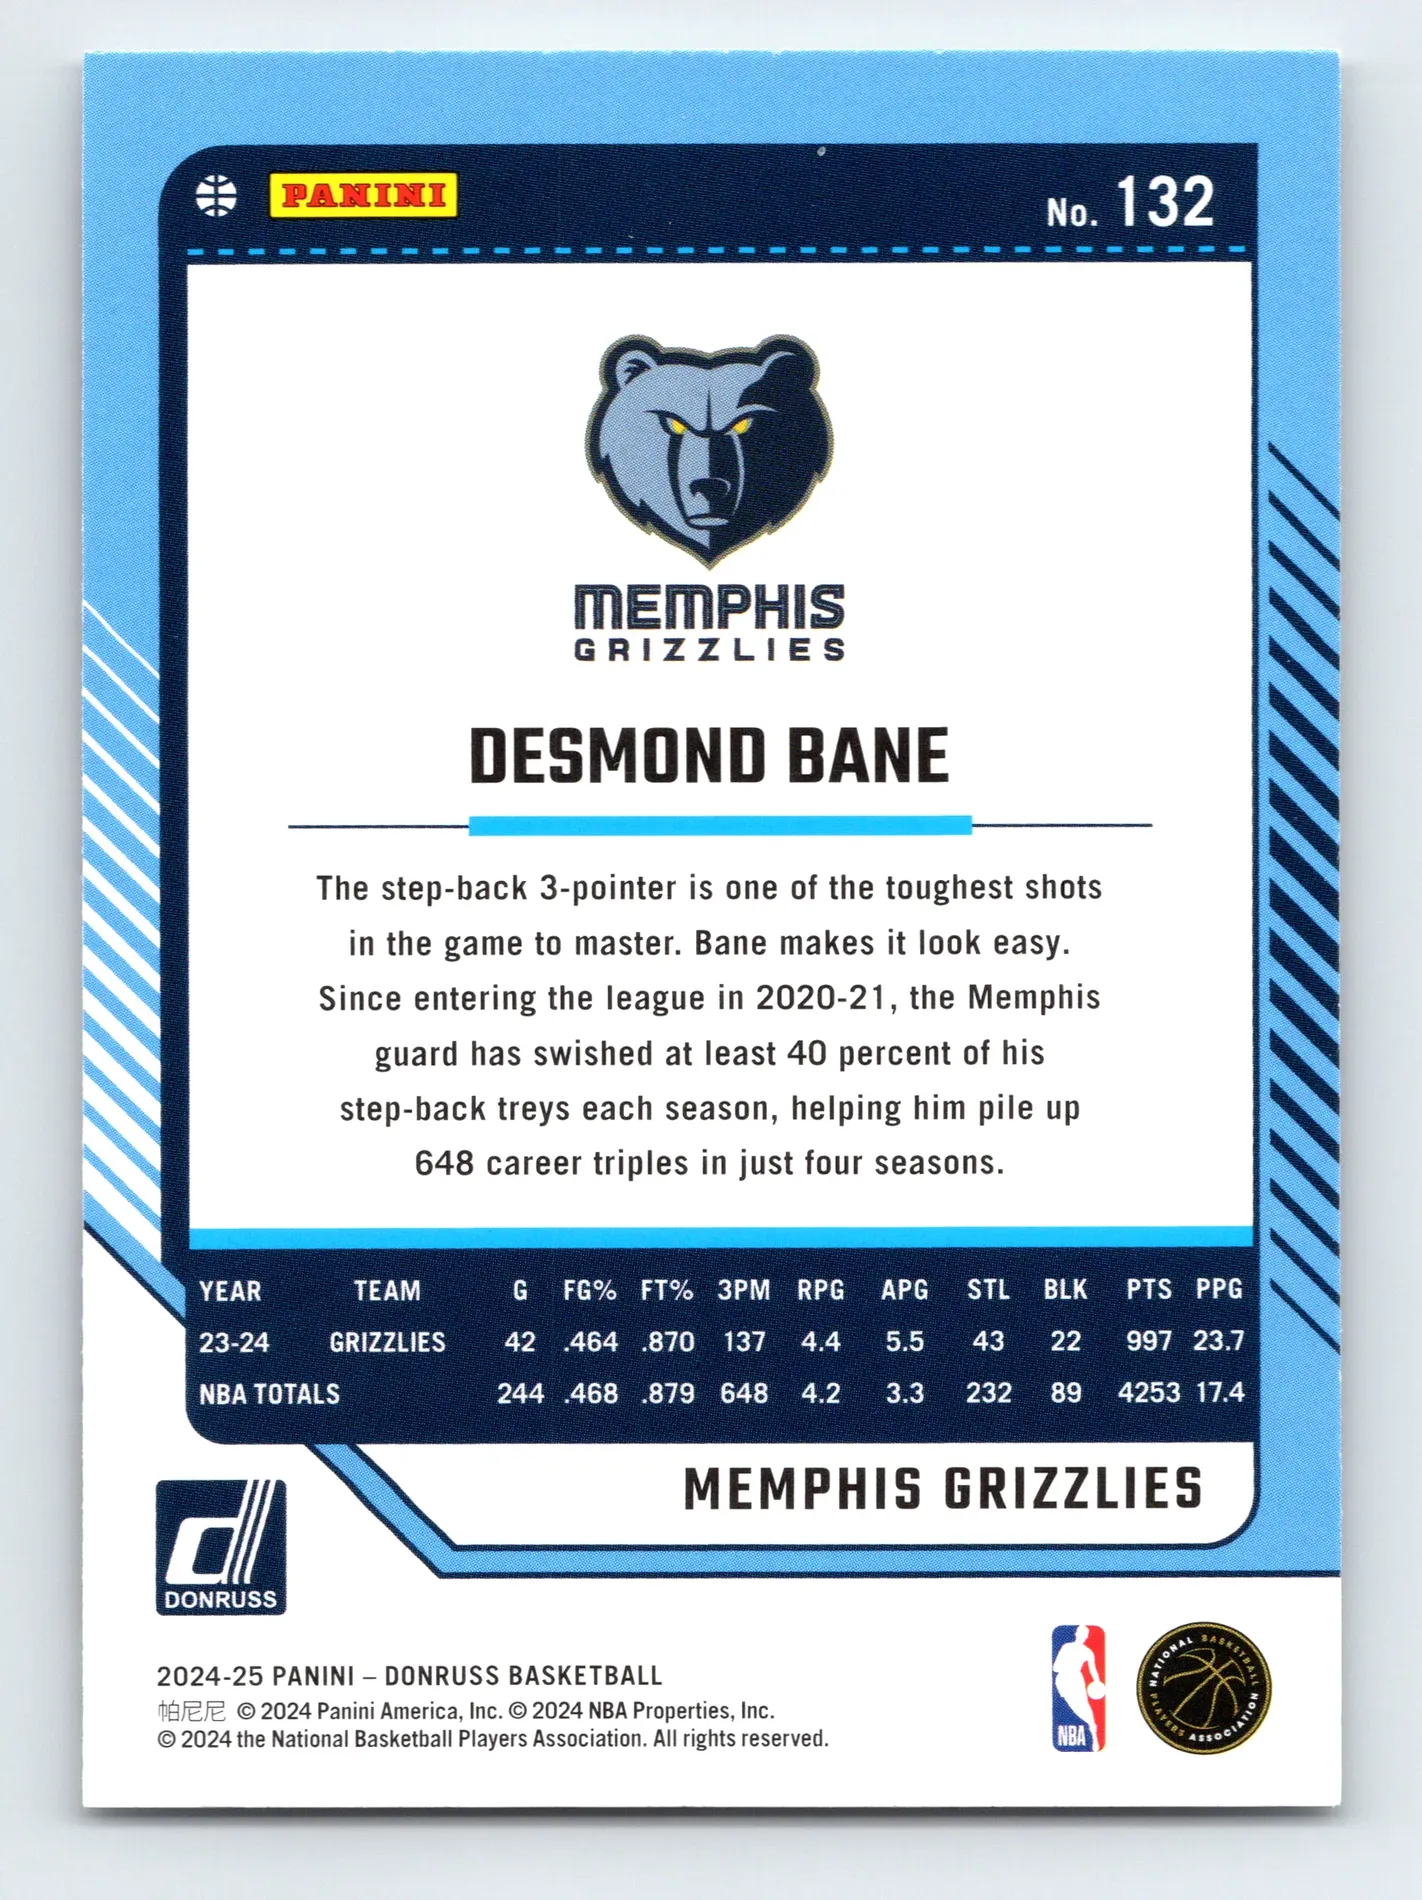 PANINI
No. 132
MEMPHIS
GRIZZLIES
DESMOND BANE
The step-back 3-pointer is one of the toughest shots
in the game to master. Bane makes it look easy.
Since entering the league in 2020-21, the Memphis
guard has swished at least 40 percent of his
step-back treys each season, helping him pile up
648 career triples in just four seasons.
YEAR TEAM G FG% FT% 3PM RPG APG STL BLK PTS PPG
23-24 GRIZZLIES 42 .464 .870 137 4.4 5.5 43 22 997 23.7
NBA TOTALS 244 .468 .879 648 4.2 3.3 232 89 4253 17.4
MEMPHIS GRIZZLIES
DONRUSS
2024-25 PANINI – DONRUSS BASKETBALL
帕尼尼 © 2024 Panini America, Inc. © 2024 NBA Properties, Inc.
© 2024 the National Basketball Players Association. All rights reserved.
NBA
NATIONAL BASKETBALL PLAYERS ASSOCIATION